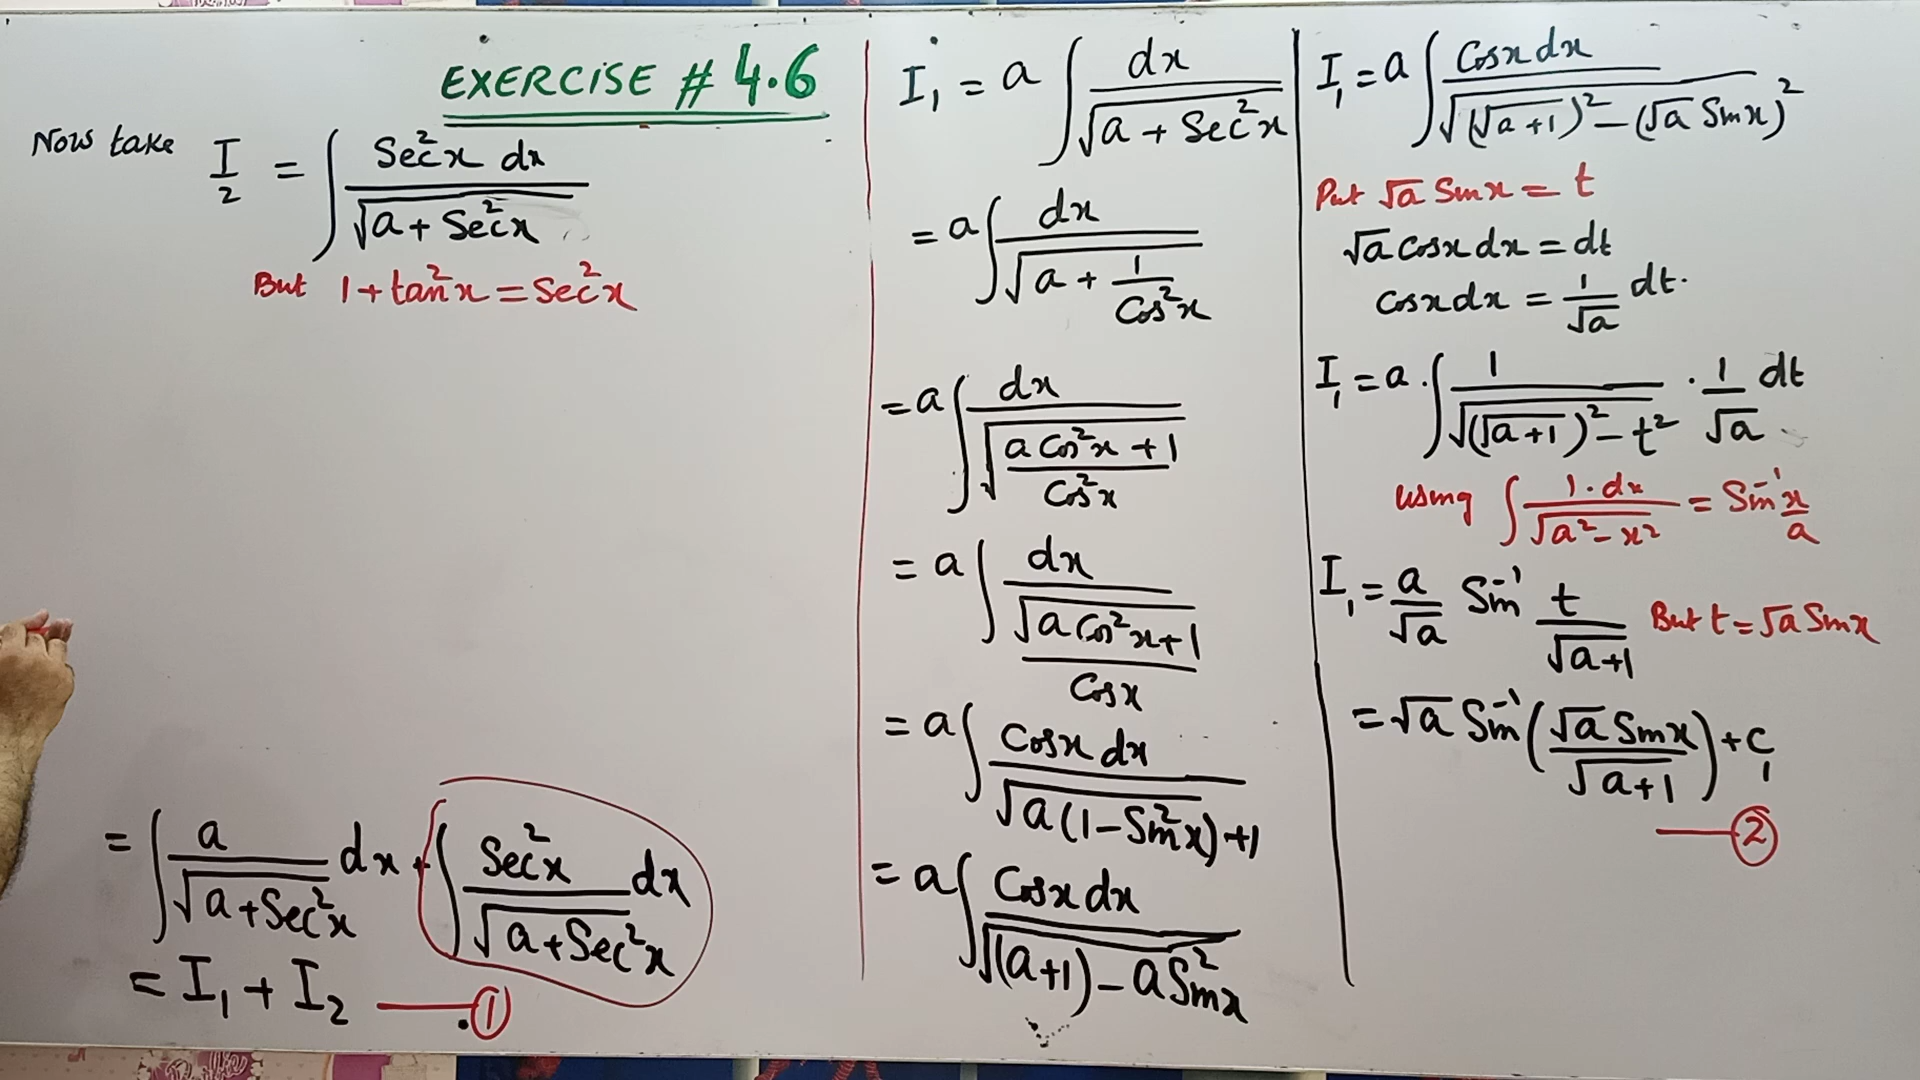 EXERCISE # 4.6
Now take I₂ = ∫ Sec²x dx / √(a + Sec²x)
But 1 + tan²x = Sec²x
= ∫ a / √(a + Sec²x) dx + ∫ Sec²x / √(a + Sec²x) dx
= I₁ + I₂ — ①
I₁ = a ∫ dx / √(a + Sec²x)
= a ∫ dx / √(a + 1/Cos²x)
= a ∫ dx / √((a Cos²x + 1) / Cos²x)
= a ∫ dx / (√(a Cos²x + 1) / Cosx)
= a ∫ Cosx dx / √(a(1 − Sin²x) + 1)
= a ∫ Cosx dx / √((a+1) − a Sin²x)
I₁ = a ∫ Cosx dx / √((√(a+1))² − (√a Sinx)²)
Put √a Sinx = t
√a Cosx dx = dt
Cosx dx = 1/√a dt.
I₁ = a . ∫ 1 / √((√(a+1))² − t²) . 1/√a dt
using ∫ 1.dx / √(a² − x²) = Sin⁻¹ x/a
I₁ = a/√a Sin⁻¹ t/√(a+1) But t = √a Sinx
= √a Sin⁻¹ (√a Sinx / √(a+1)) + C₁
— ②